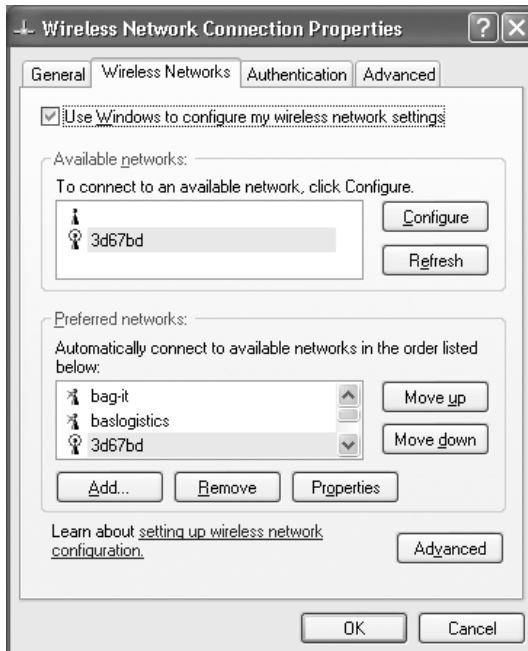 Wireless Network Connection Properties
General Wireless Networks Authentication Advanced
Use Windows to configure my wireless network settings
Available networks:
To connect to an available network, click Configure.
3d67bd
Configure
Refresh
Preferred networks:
Automatically connect to available networks in the order listed
below:
bag-it
baslogistics
3d67bd
Move up
Move down
Add... Remove Properties
Learn about setting up wireless network
configuration.
Advanced
OK Cancel